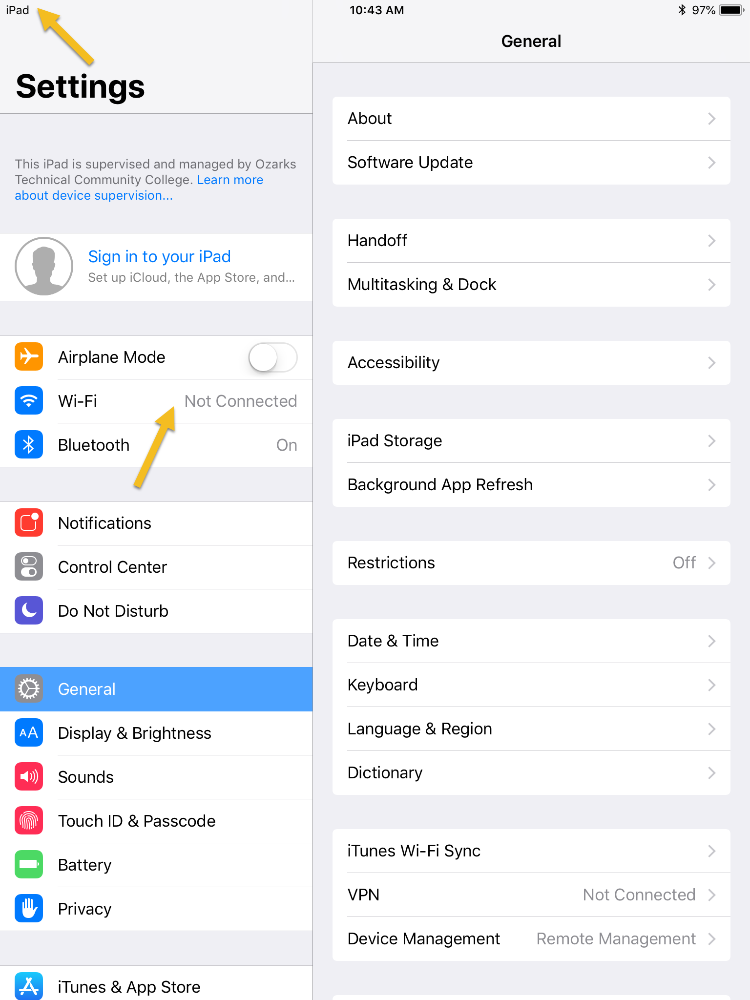 iPad
10:43 AM
97%
Settings
General
This iPad is supervised and managed by Ozarks
Technical Community College. Learn more
about device supervision...
Sign in to your iPad
Set up iCloud, the App Store, and...
Airplane Mode
Wi-Fi Not Connected
Bluetooth On
Notifications
Control Center
Do Not Disturb
General
AA Display & Brightness
Sounds
Touch ID & Passcode
Battery
Privacy
iTunes & App Store
About
Software Update
Handoff
Multitasking & Dock
Accessibility
iPad Storage
Background App Refresh
Restrictions Off
Date & Time
Keyboard
Language & Region
Dictionary
iTunes Wi-Fi Sync
VPN Not Connected
Device Management Remote Management